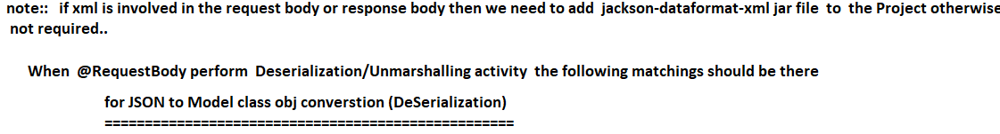 note:: if xml is involved in the request body or response body then we need to add jackson-dataformat-xml jar file to the Project otherwise
not required..
When @RequestBody perform Deserialization/Unmarshalling activity the following matchings should be there
for JSON to Model class obj converstion (DeSerialization)
===================================================